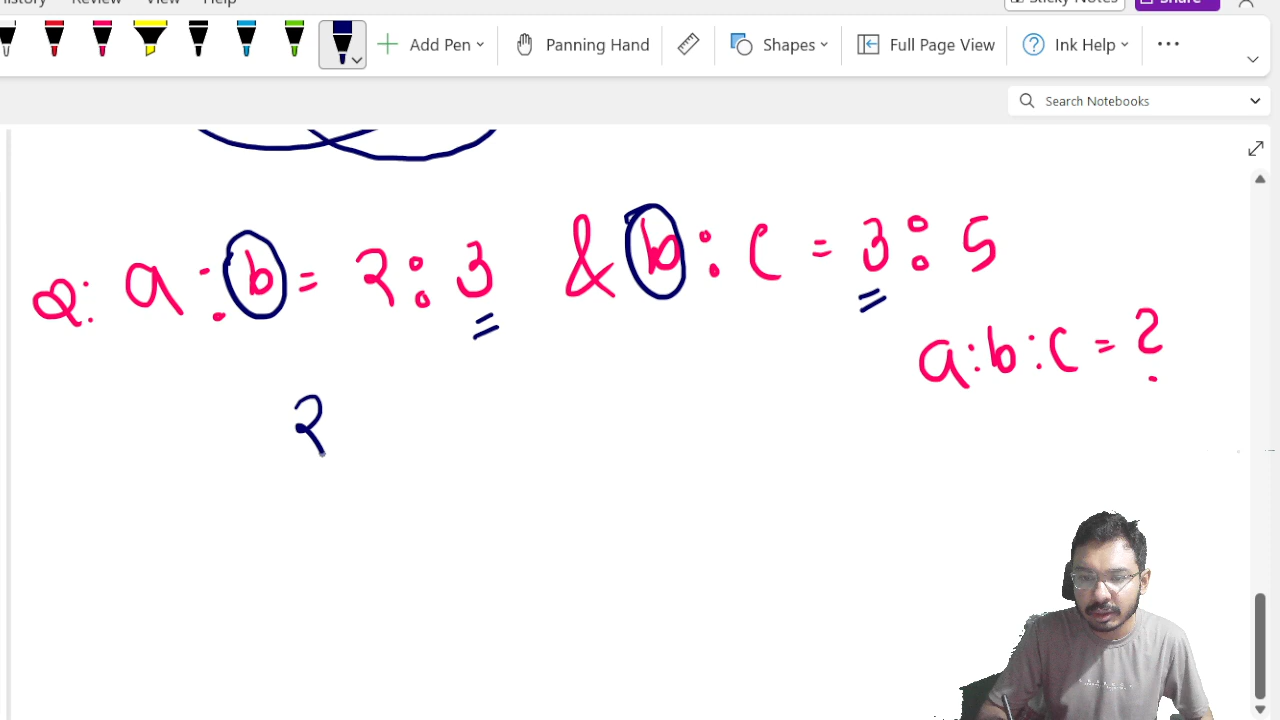 History Review View Help Sticky Notes Share
Add Pen Panning Hand Shapes Full Page View Ink Help
Search Notebooks
Q: a : b = 2 : 3 & b : c = 3 : 5
a : b : c = ?
2